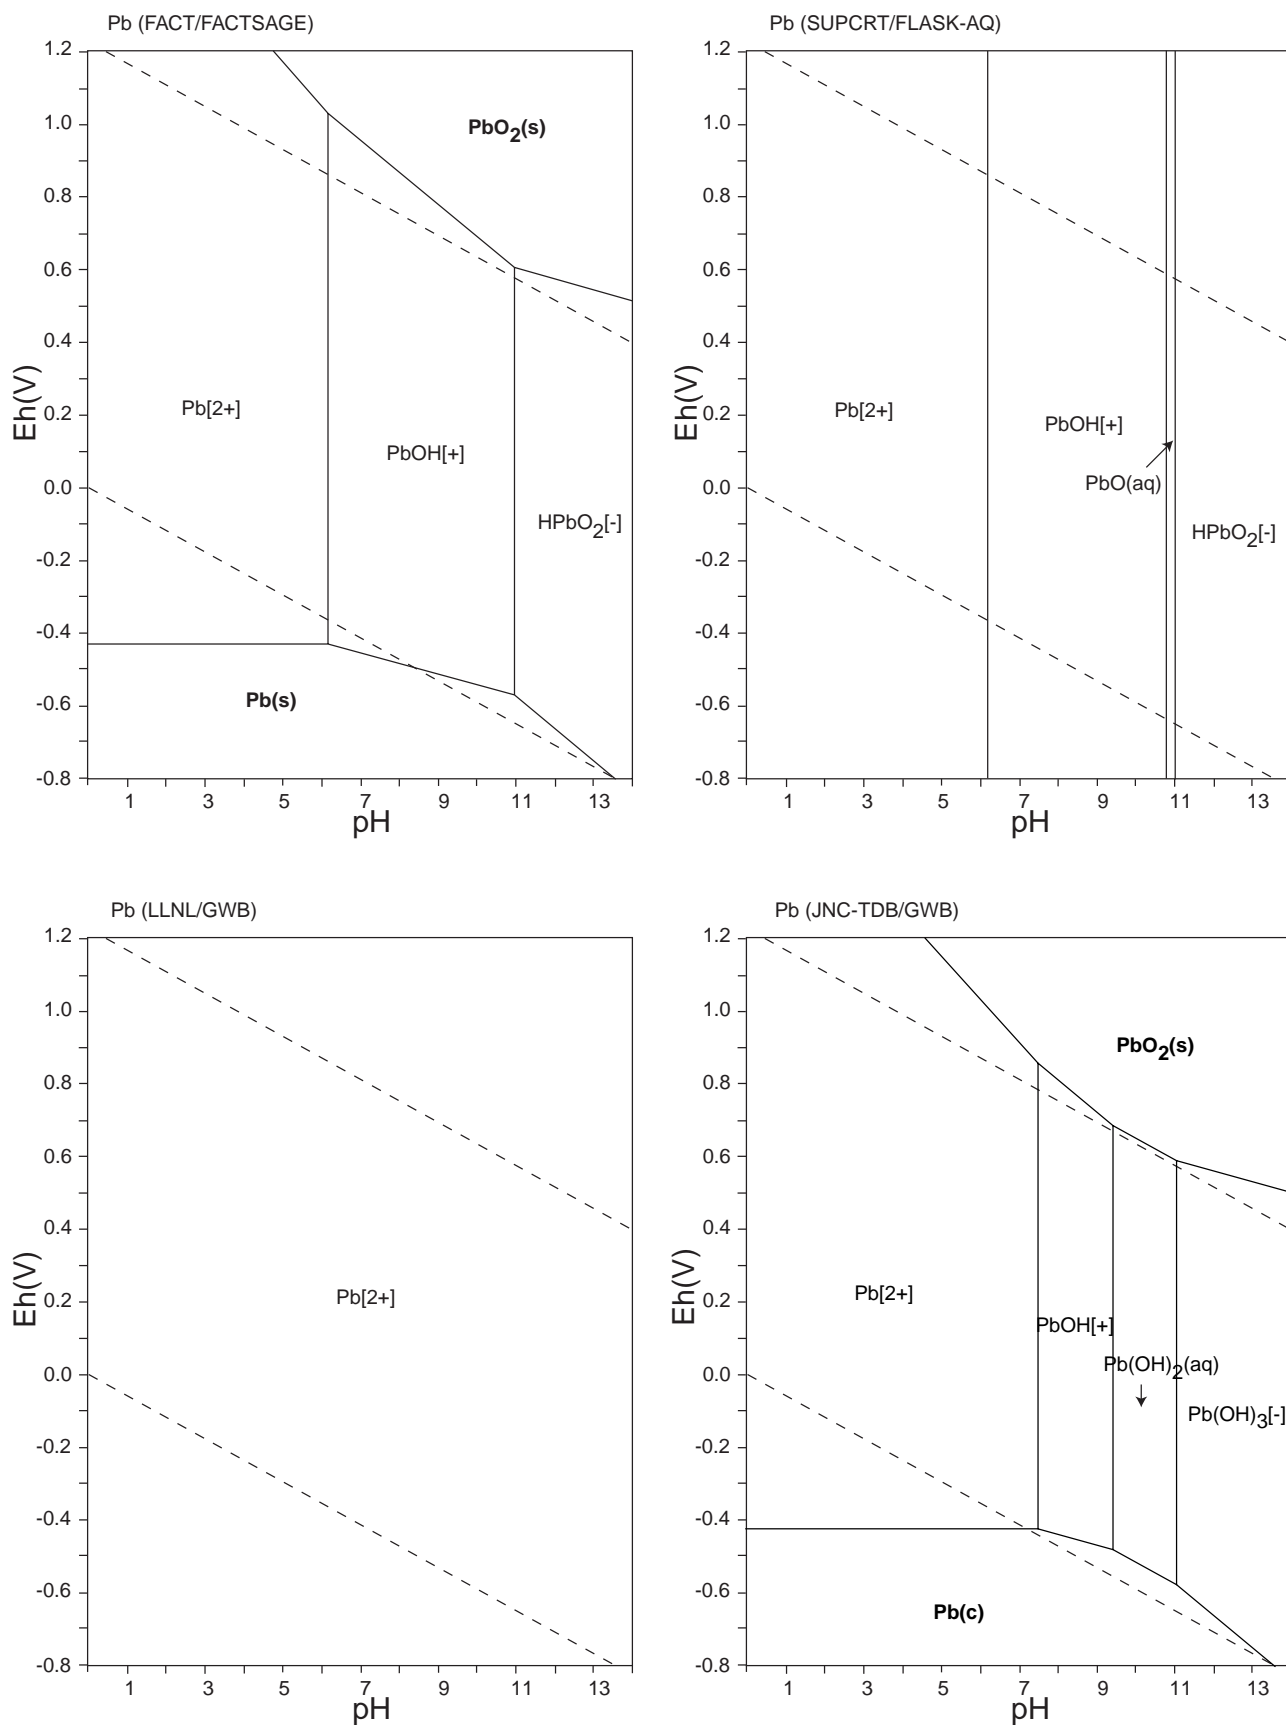 Pb (FACT/FACTSAGE)
1.2
1.0
0.8
0.6
0.4
0.2
0.0
-0.2
-0.4
-0.6
-0.8
Eh(V)
PbO2(s)
Pb[2+]
PbOH[+]
HPbO2[-]
Pb(s)
1 3 5 7 9 11 13
pH
Pb (SUPCRT/FLASK-AQ)
1.2
1.0
0.8
0.6
0.4
0.2
0.0
-0.2
-0.4
-0.6
-0.8
Eh(V)
Pb[2+]
PbOH[+]
PbO(aq)
HPbO2[-]
1 3 5 7 9 11 13
pH
Pb (LLNL/GWB)
1.2
1.0
0.8
0.6
0.4
0.2
0.0
-0.2
-0.4
-0.6
-0.8
Eh(V)
Pb[2+]
1 3 5 7 9 11 13
pH
Pb (JNC-TDB/GWB)
1.2
1.0
0.8
0.6
0.4
0.2
0.0
-0.2
-0.4
-0.6
-0.8
Eh(V)
PbO2(s)
Pb[2+]
PbOH[+]
Pb(OH)2(aq)
Pb(OH)3[-]
Pb(c)
1 3 5 7 9 11 13
pH